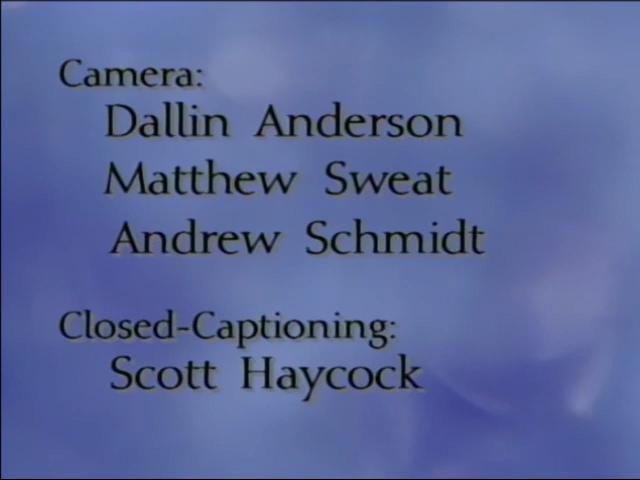 Camera:
Dallin Anderson
Matthew Sweat
Andrew Schmidt
Closed-Captioning:
Scott Haycock